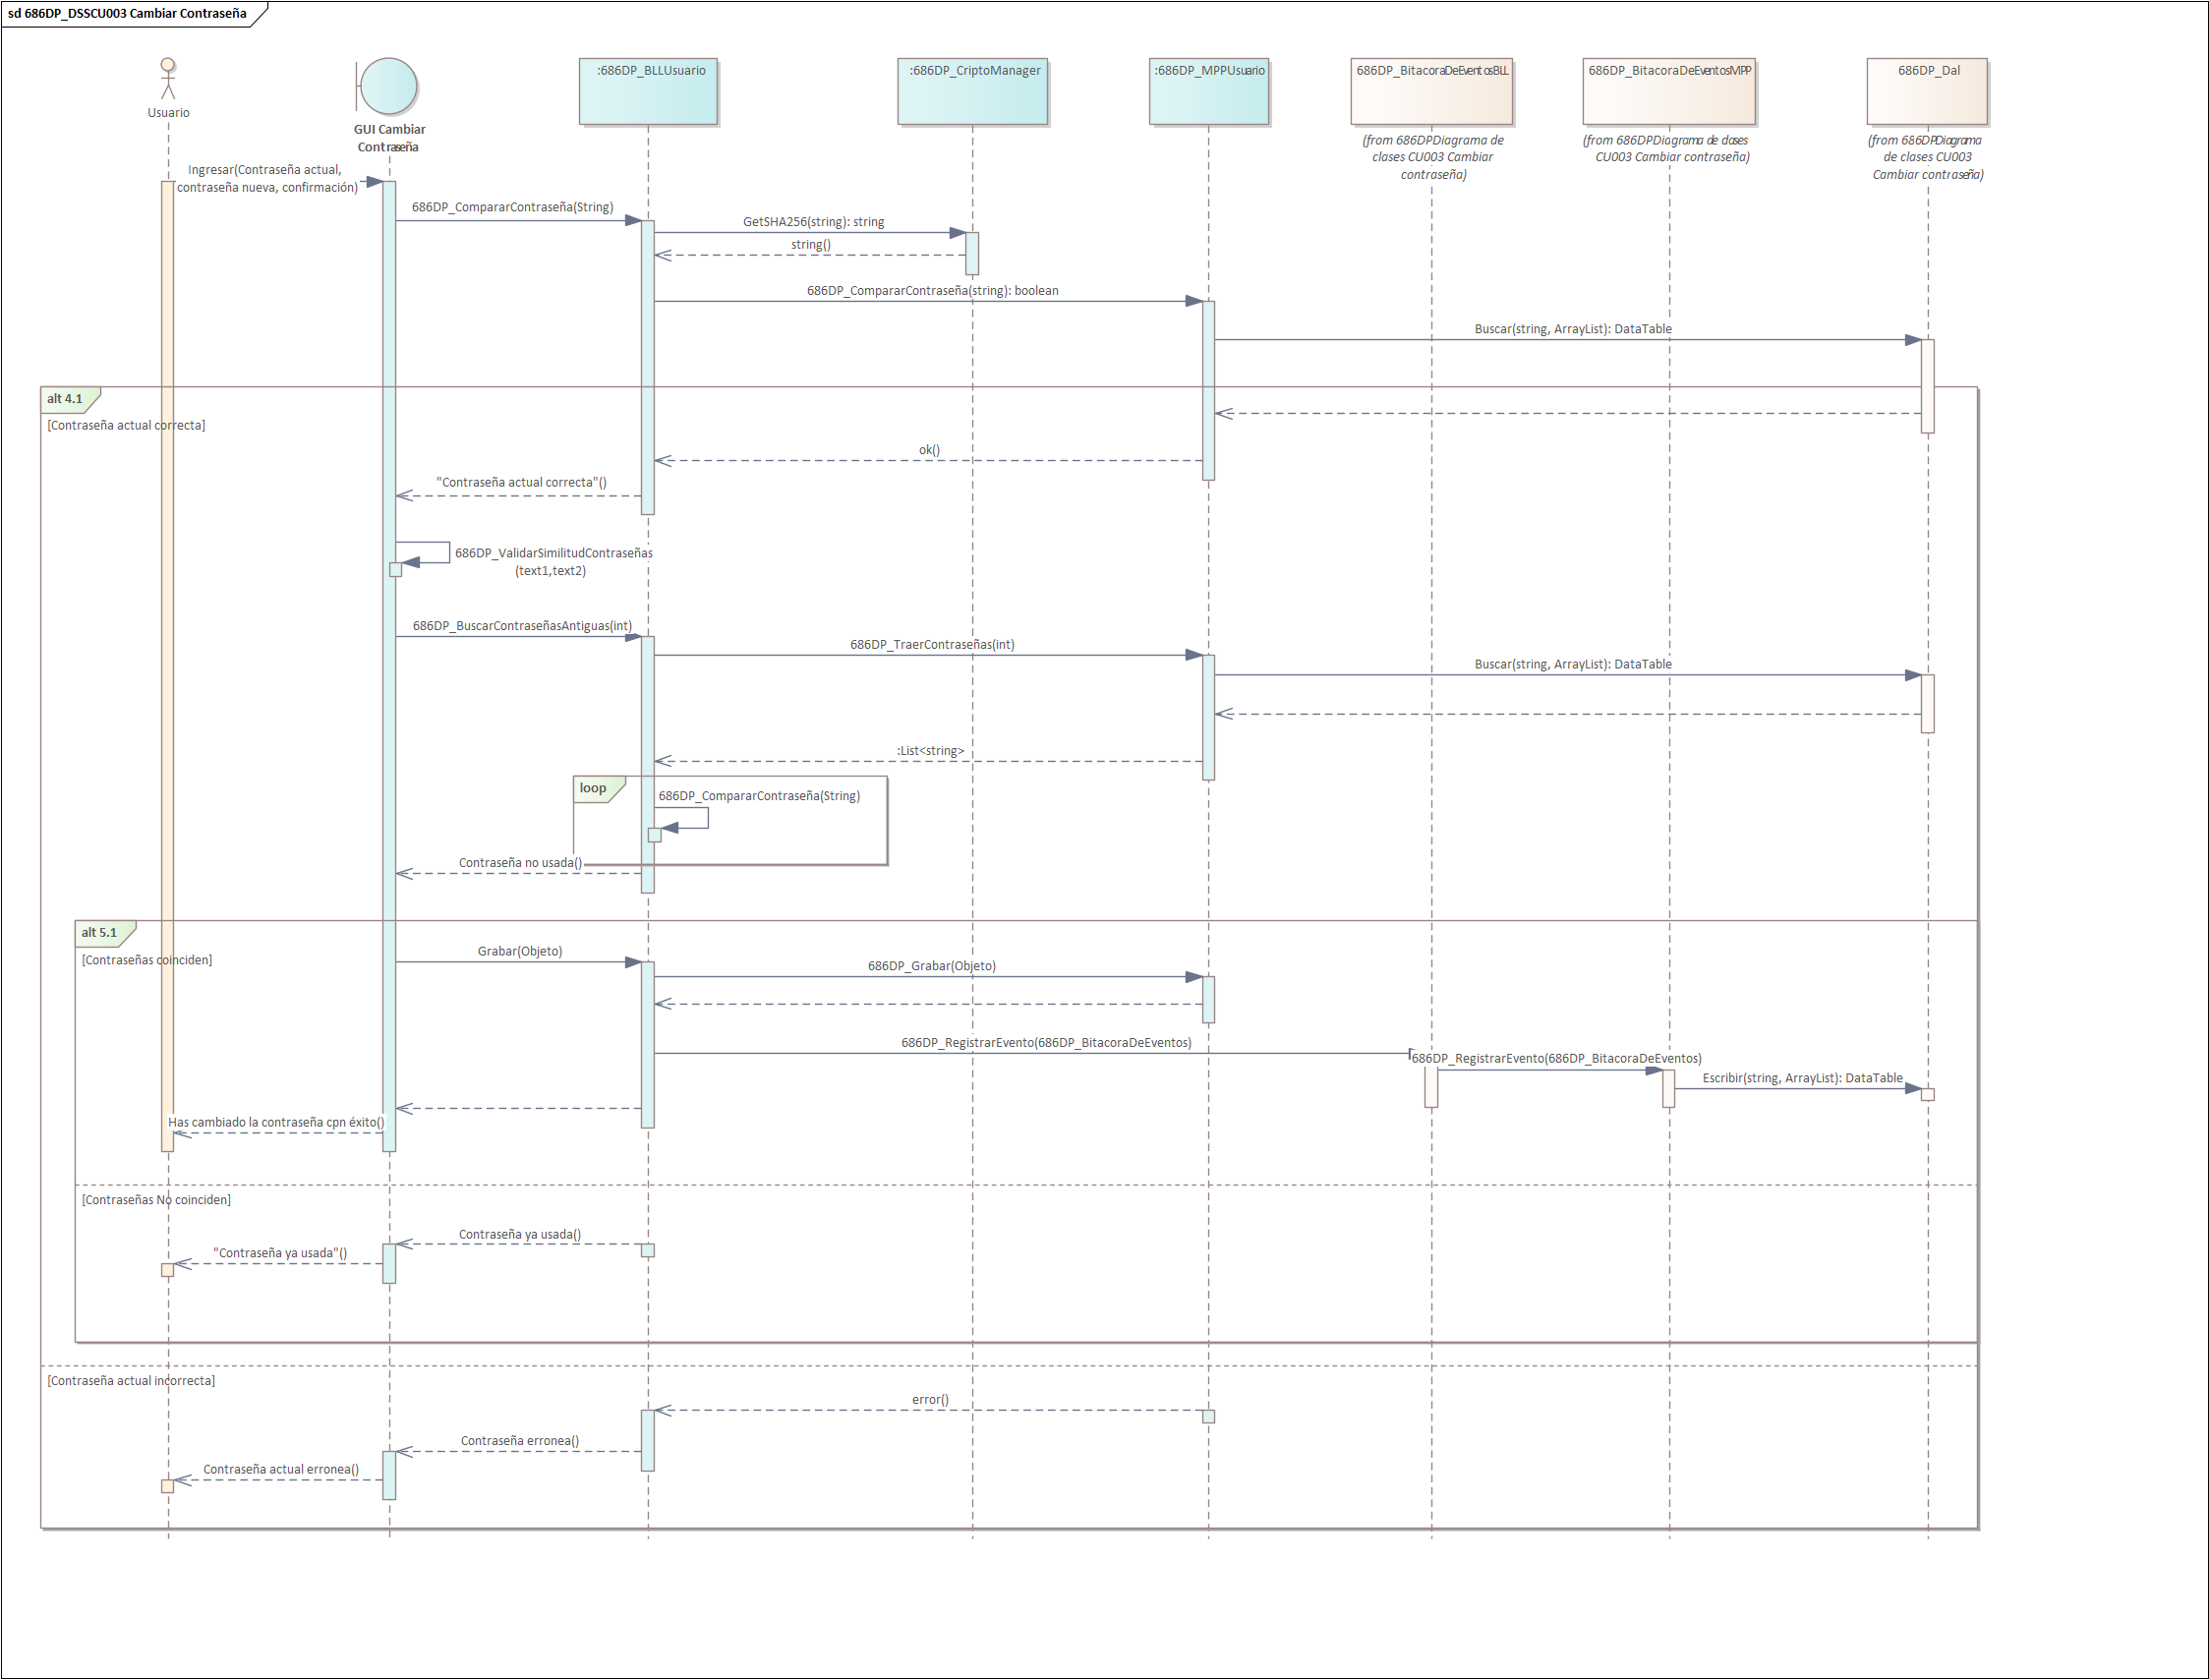 sd 686DP_DSSCU003 Cambiar Contraseña
Usuario
GUI Cambiar
Contraseña
:686DP_BLLUsuario
:686DP_CriptoManager
:686DP_MPPUsuario
686DP_BitacoraDeEventosBLL
(from 686DPDiagrama de
clases CU003 Cambiar
contraseña)
686DP_BitacoraDeEventosMPP
(from 686DPDiagrama de clases
CU003 Cambiar contraseña)
686DP_Dal
(from 686DPDiagrama
de clases CU003
Cambiar contraseña)
Ingresar(Contraseña actual,
contraseña nueva, confirmación)
686DP_CompararContraseña(String)
GetSHA256(string): string
string()
686DP_CompararContraseña(string): boolean
Buscar(string, ArrayList): DataTable
alt 4.1
[Contraseña actual correcta]
ok()
"Contraseña actual correcta"()
686DP_ValidarSimilitudContraseñas
(text1,text2)
686DP_BuscarContraseñasAntiguas(int)
686DP_TraerContraseñas(int)
Buscar(string, ArrayList): DataTable
:List<string>
loop
686DP_CompararContraseña(String)
Contraseña no usada()
alt 5.1
[Contraseñas coinciden]
Grabar(Objeto)
686DP_Grabar(Objeto)
686DP_RegistrarEvento(686DP_BitacoraDeEventos)
686DP_RegistrarEvento(686DP_BitacoraDeEventos)
Escribir(string, ArrayList): DataTable
Has cambiado la contraseña cpn éxito()
[Contraseñas No coinciden]
Contraseña ya usada()
"Contraseña ya usada"()
[Contraseña actual incorrecta]
error()
Contraseña erronea()
Contraseña actual erronea()